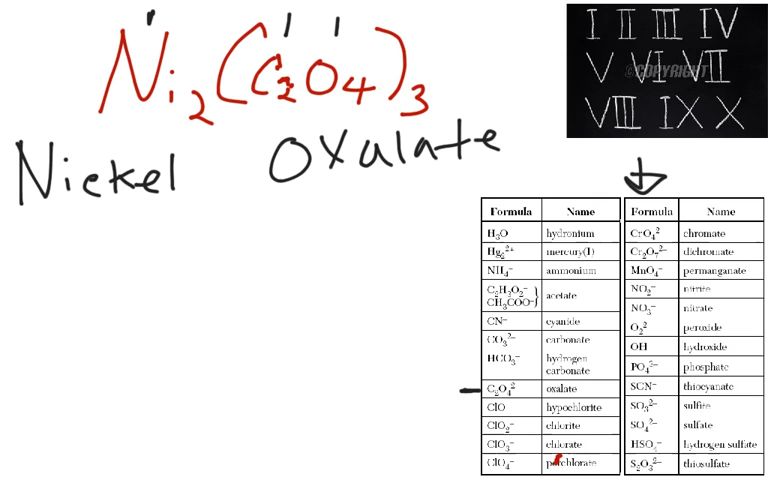 Ni₂(C₂O₄)₃
Nickel Oxalate
I II III IV
V VI VII
VIII IX X
©COPYRIGHT
Formula Name
H₃O hydronium
Hg₂²⁺ mercury(I)
NH₄⁻ ammonium
C₂H₃O₂⁻
CH₃COO⁻ } acetate
CN⁻ cyanide
CO₃²⁻ carbonate
HCO₃⁻ hydrogen
carbonate
C₂O₄² oxalate
ClO hypochlorite
ClO₂⁻ chlorite
ClO₃⁻ chlorate
ClO₄⁻ perchlorate
Formula Name
CrO₄² chromate
Cr₂O₇²⁻ dichromate
MnO₄⁻ permanganate
NO₂⁻ nitrite
NO₃⁻ nitrate
O₂² peroxide
OH hydroxide
PO₄³⁻ phosphate
SCN⁻ thiocyanate
SO₃²⁻ sulfite
SO₄²⁻ sulfate
HSO₄⁻ hydrogen sulfate
S₂O₃²⁻ thiosulfate